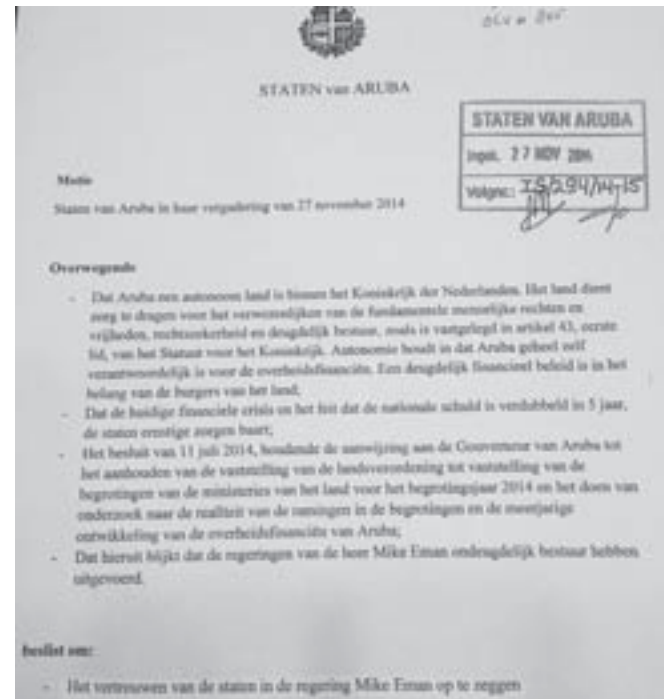 STATEN van ARUBA
STATEN VAN ARUBA
Ingek. 27 NOV 2014
Volgnr.: IS/294/14-15
Motie
Staten van Aruba in haar vergadering van 27 november 2014
Overwegende
- Dat Aruba een autonoom land is binnen het Koninkrijk der Nederlanden. Het land dient
zorg te dragen voor het verwezenlijken van de fundamentele menselijke rechten en
vrijheden, rechtszekerheid en deugdelijk bestuur, zoals is vastgelegd in artikel 43, eerste
lid, van het Statuut voor het Koninkrijk. Autonomie houdt in dat Aruba geheel zelf
verantwoordelijk is voor de overheidsfinanciën. Een deugdelijk financieel beleid is in het
belang van de burgers van het land;
- Dat de huidige financiele crisis en het feit dat de nationale schuld is verdubbeld in 5 jaar,
de staten ernstige zorgen baart;
- Het besluit van 11 juli 2014, houdende de aanwijzing aan de Gouverneur van Aruba tot
het aanhouden van de vaststelling van de landsverordening tot vaststelling van de
begrotingen van de ministeries van het land voor het begrotingsjaar 2014 en het doen van
onderzoek naar de realiteit van de ramingen in de begrotingen en de meerjarige
ontwikkeling van de overheidsfinanciën van Aruba;
- Dat hieruit blijkt dat de regeringen van de heer Mike Eman ondeugdelijk bestuur hebben
uitgevoerd.
beslist om:
- Het vertrouwen van de staten in de regering Mike Eman op te zeggen